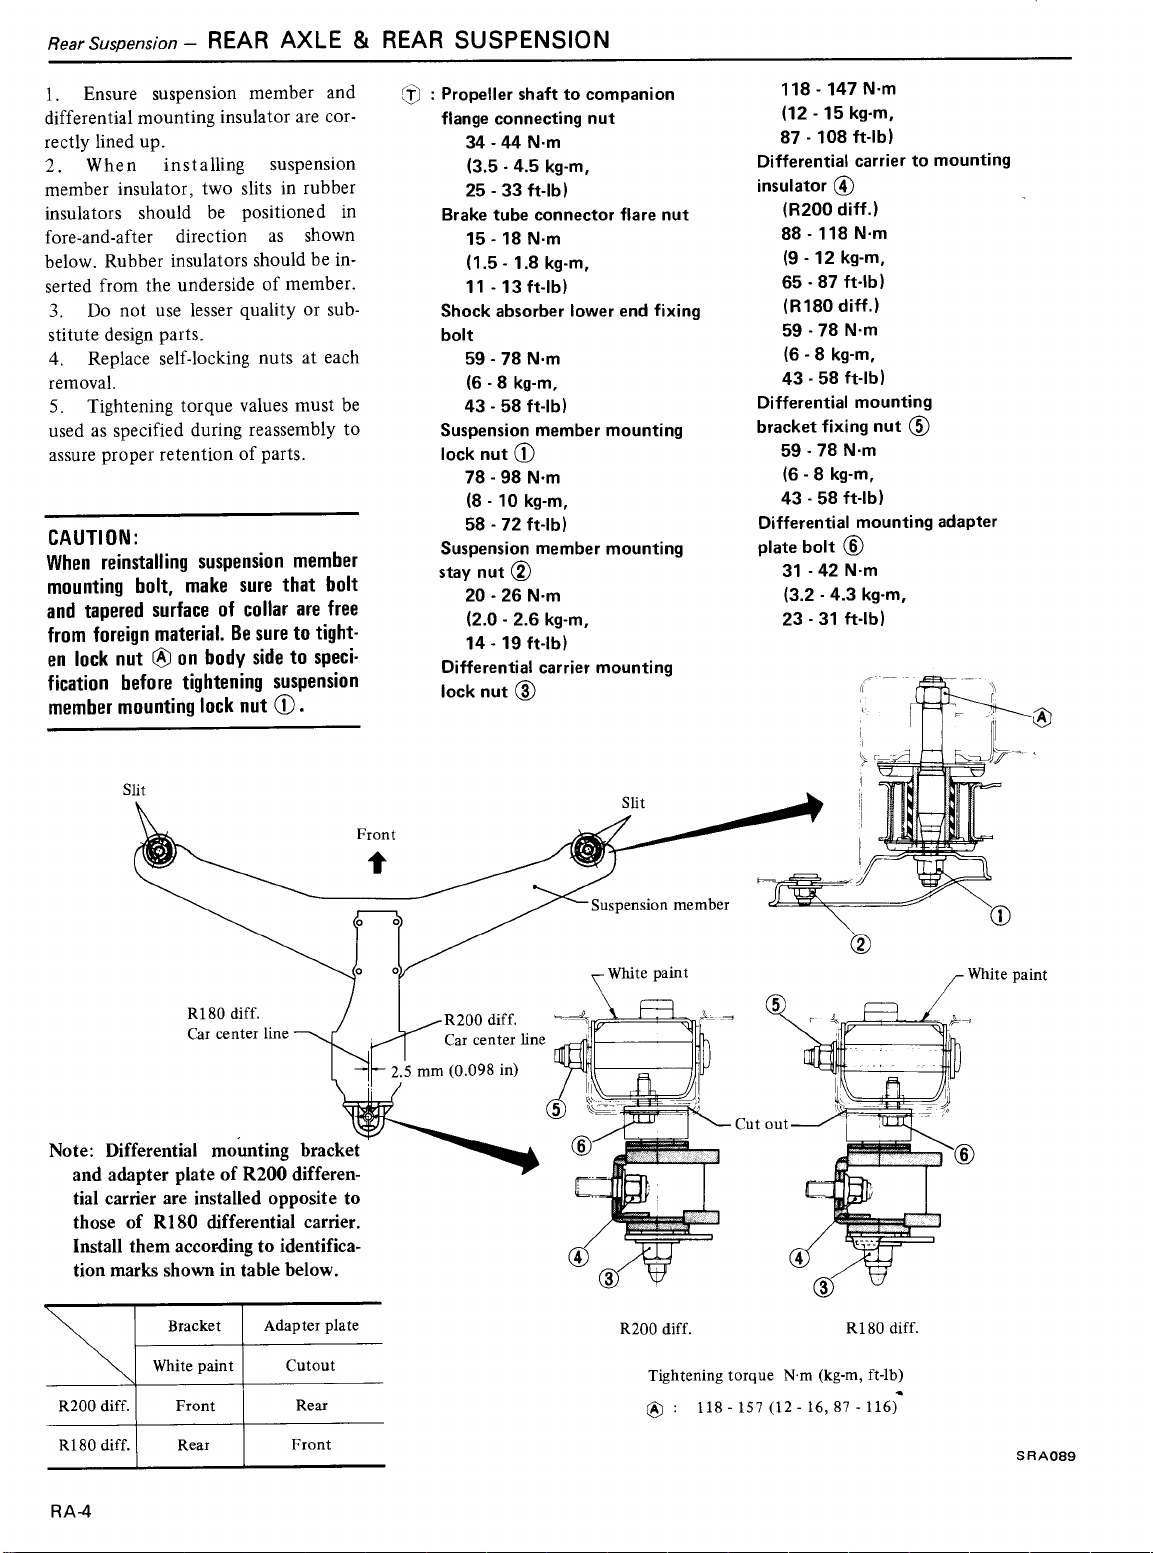 Rear Suspension – REAR AXLE & REAR SUSPENSION
1. Ensure suspension member and
differential mounting insulator are cor-
rectly lined up.
2. When installing suspension
member insulator, two slits in rubber
insulators should be positioned in
fore-and-after direction as shown
below. Rubber insulators should be in-
serted from the underside of member.
3. Do not use lesser quality or sub-
stitute design parts.
4. Replace self-locking nuts at each
removal.
5. Tightening torque values must be
used as specified during reassembly to
assure proper retention of parts.
CAUTION:
When reinstalling suspension member
mounting bolt, make sure that bolt
and tapered surface of collar are free
from foreign material. Be sure to tight-
en lock nut Ⓐ on body side to speci-
fication before tightening suspension
member mounting lock nut ①.
Ⓣ : Propeller shaft to companion
flange connecting nut
34 - 44 N·m
(3.5 - 4.5 kg-m,
25 - 33 ft-lb)
Brake tube connector flare nut
15 - 18 N·m
(1.5 - 1.8 kg-m,
11 - 13 ft-lb)
Shock absorber lower end fixing
bolt
59 - 78 N·m
(6 - 8 kg-m,
43 - 58 ft-lb)
Suspension member mounting
lock nut ①
78 - 98 N·m
(8 - 10 kg-m,
58 - 72 ft-lb)
Suspension member mounting
stay nut ②
20 - 26 N·m
(2.0 - 2.6 kg-m,
14 - 19 ft-lb)
Differential carrier mounting
lock nut ③
118 - 147 N·m
(12 - 15 kg-m,
87 - 108 ft-lb)
Differential carrier to mounting
insulator ④
(R200 diff.)
88 - 118 N·m
(9 - 12 kg-m,
65 - 87 ft-lb)
(R180 diff.)
59 - 78 N·m
(6 - 8 kg-m,
43 - 58 ft-lb)
Differential mounting
bracket fixing nut ⑤
59 - 78 N·m
(6 - 8 kg-m,
43 - 58 ft-lb)
Differential mounting adapter
plate bolt ⑥
31 - 42 N·m
(3.2 - 4.3 kg-m,
23 - 31 ft-lb)
Ⓐ
Slit
Slit
Front
Suspension member
①
②
White paint
White paint
⑤
R180 diff.
Car center line
R200 diff.
Car center line
2.5 mm (0.098 in)
⑤
Cut out
⑥
⑥
④
③
④
③
R200 diff.
R180 diff.
Note: Differential mounting bracket
and adapter plate of R200 differen-
tial carrier are installed opposite to
those of R180 differential carrier.
Install them according to identifica-
tion marks shown in table below.
Bracket Adapter plate
White paint Cutout
R200 diff. Front Rear
R180 diff. Rear Front
Tightening torque N·m (kg-m, ft-lb)
Ⓐ : 118 - 157 (12 - 16, 87 - 116)
SRA089
RA-4